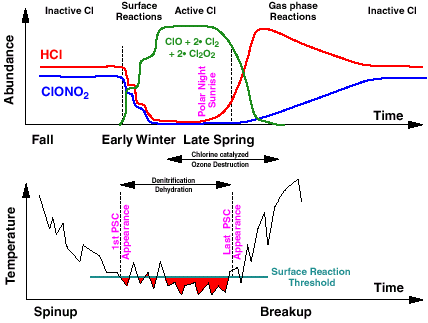 Inactive Cl
Surface
Reactions
Active Cl
Gas phase
Reactions
Inactive Cl
Abundance
HCl
ClONO2
ClO + 2• Cl2
+ 2• Cl2O2
Polar Night
Sunrise
Time
Fall
Early Winter
Late Spring
Chlorine catalyzed
Ozone Destruction
Denitrification
Dehydration
Temperature
1st PSC
Appearance
Last PSC
Appearance
Surface Reaction
Threshold
Time
Spinup
Breakup